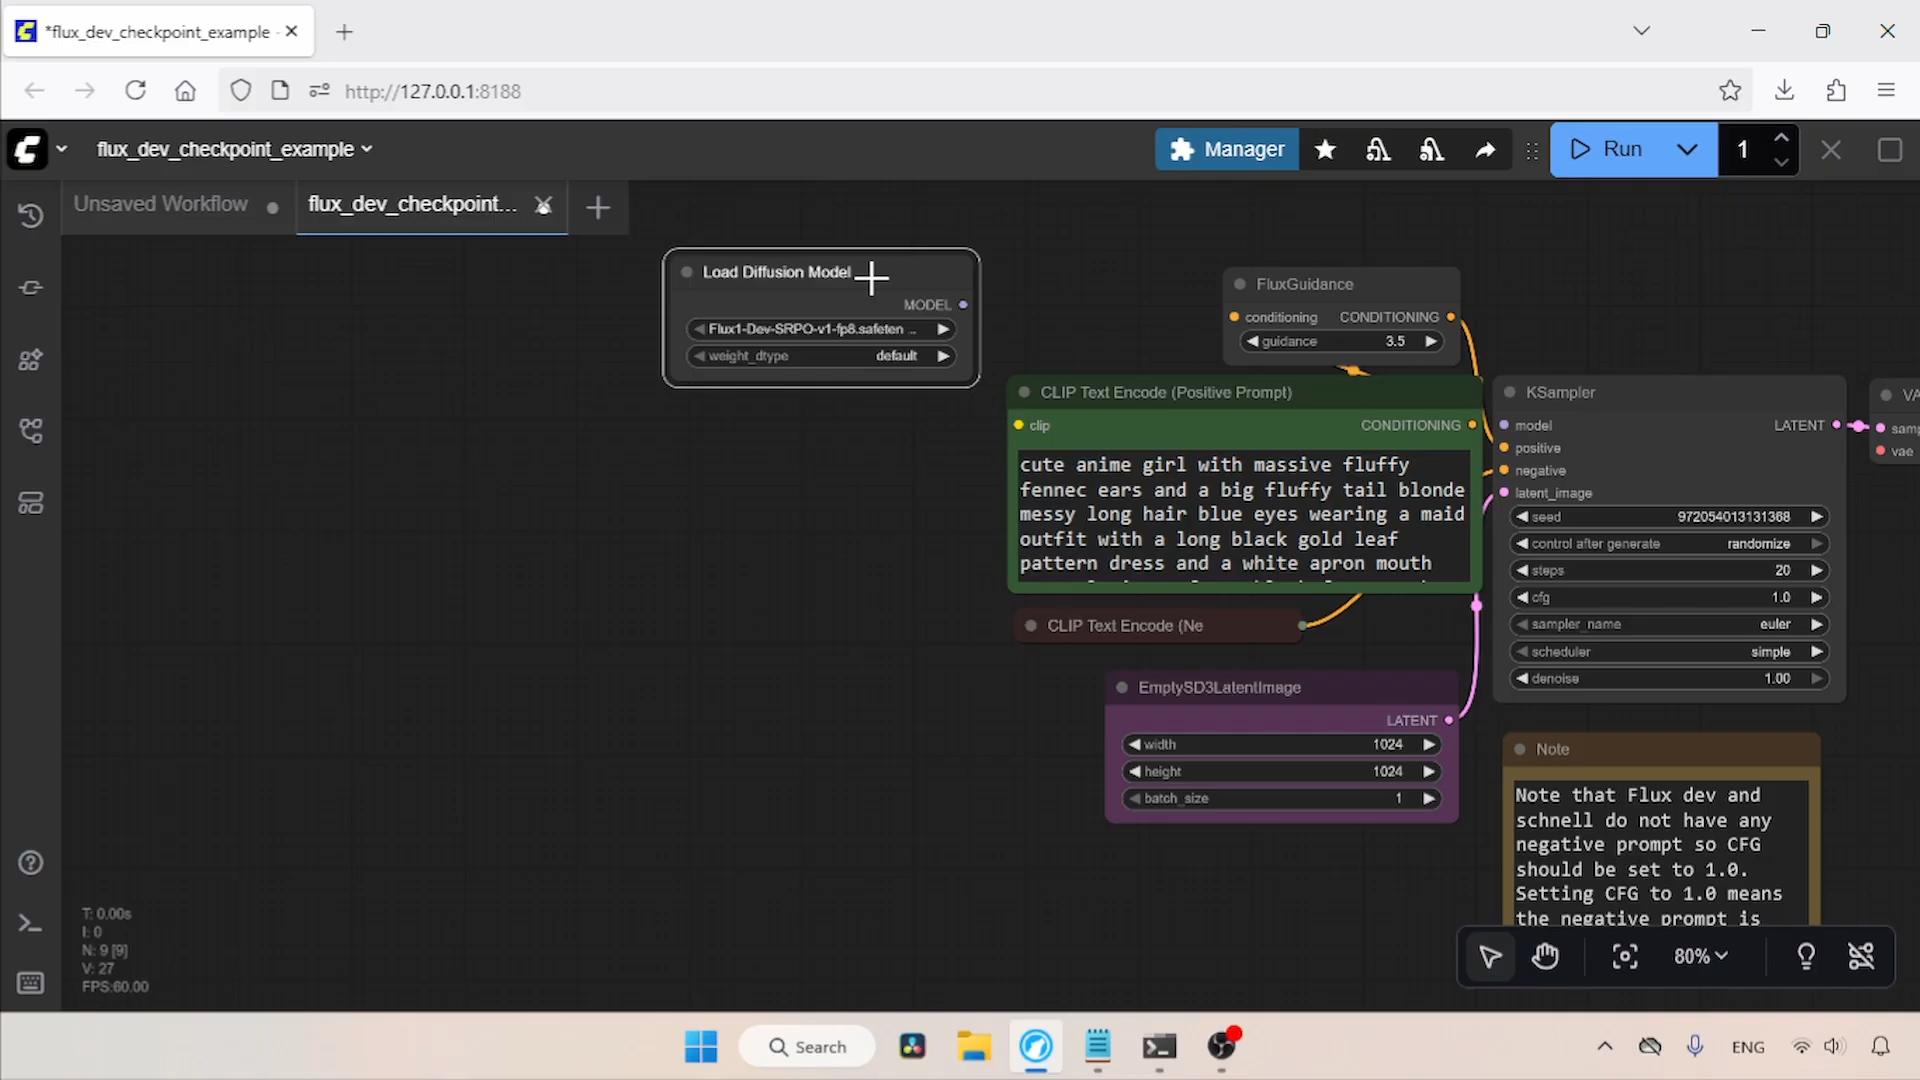 *flux_dev_checkpoint_example -
http://127.0.0.1:8188
flux_dev_checkpoint_example
Manager
Run
1
Unsaved Workflow
flux_dev_checkpoint...
Load Diffusion Model
MODEL
Flux1-Dev-SRPO-v1-fp8.safeten ...
weight_dtype default
FluxGuidance
conditioning CONDITIONING
guidance 3.5
CLIP Text Encode (Positive Prompt)
clip CONDITIONING
cute anime girl with massive fluffy
fennec ears and a big fluffy tail blonde
messy long hair blue eyes wearing a maid
outfit with a long black gold leaf
pattern dress and a white apron mouth
CLIP Text Encode (Ne
EmptySD3LatentImage
LATENT
width 1024
height 1024
batch_size 1
KSampler
model LATENT
positive
negative
latent_image
seed 972054013131368
control after generate randomize
steps 20
cfg 1.0
sampler_name euler
scheduler simple
denoise 1.00
VA
samp
vae
Note
Note that Flux dev and
schnell do not have any
negative prompt so CFG
should be set to 1.0.
Setting CFG to 1.0 means
the negative prompt is
T: 0.00s
I: 0
N: 9 [9]
V: 27
FPS:60.00
80%
Search
ENG